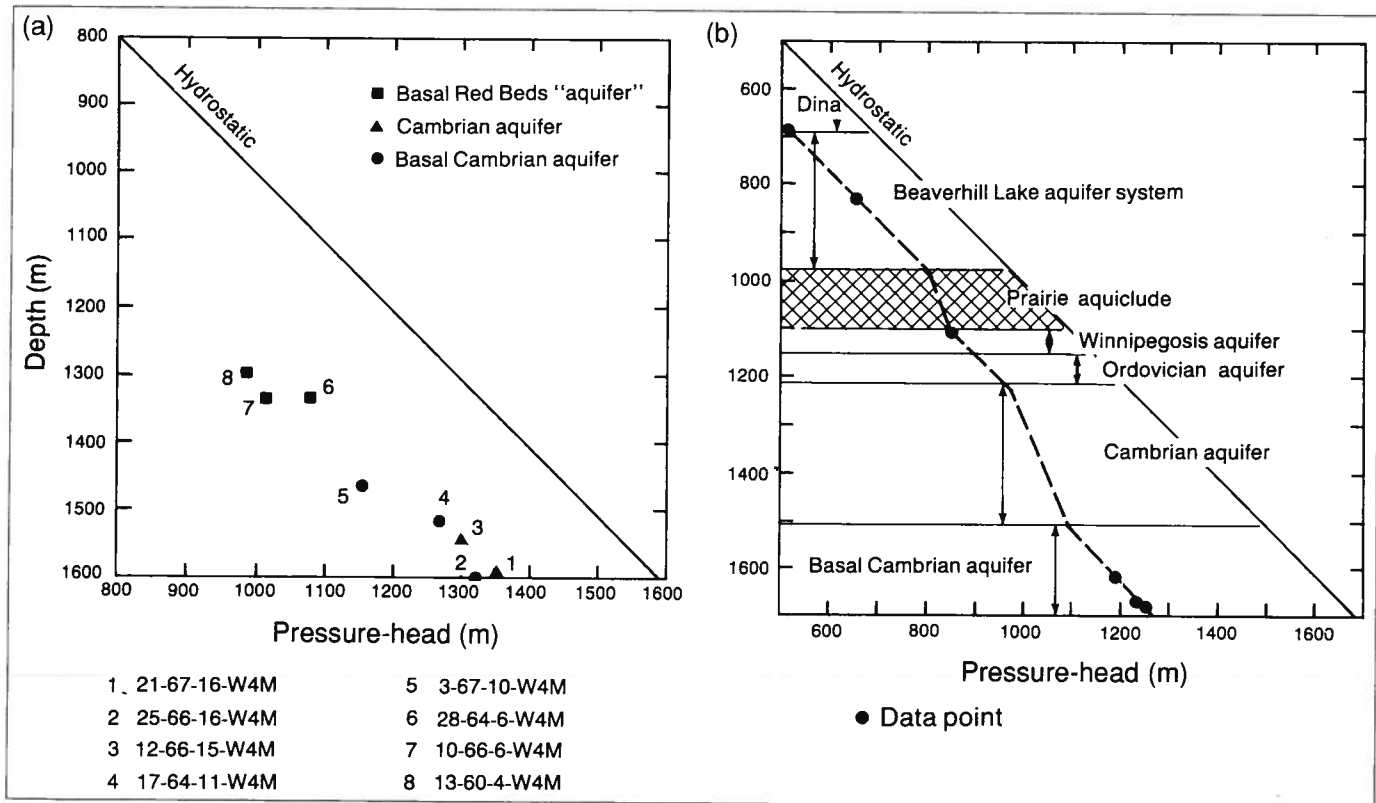 (a)
800
900
1000
1100
1200
1300
1400
1500
1600
Depth (m)
Hydrostatic
■ Basal Red Beds "aquifer"
▲ Cambrian aquifer
● Basal Cambrian aquifer
8
7
6
5
4
3
2
1
800 900 1000 1100 1200 1300 1400 1500 1600
Pressure-head (m)
1 21-67-16-W4M
2 25-66-16-W4M
3 12-66-15-W4M
4 17-64-11-W4M
5 3-67-10-W4M
6 28-64-6-W4M
7 10-66-6-W4M
8 13-60-4-W4M
(b)
600
800
1000
1200
1400
1600
Hydrostatic
Dina
Beaverhill Lake aquifer system
Prairie aquiclude
Winnipegosis aquifer
Ordovician aquifer
Cambrian aquifer
Basal Cambrian aquifer
600 800 1000 1200 1400 1600
Pressure-head (m)
● Data point